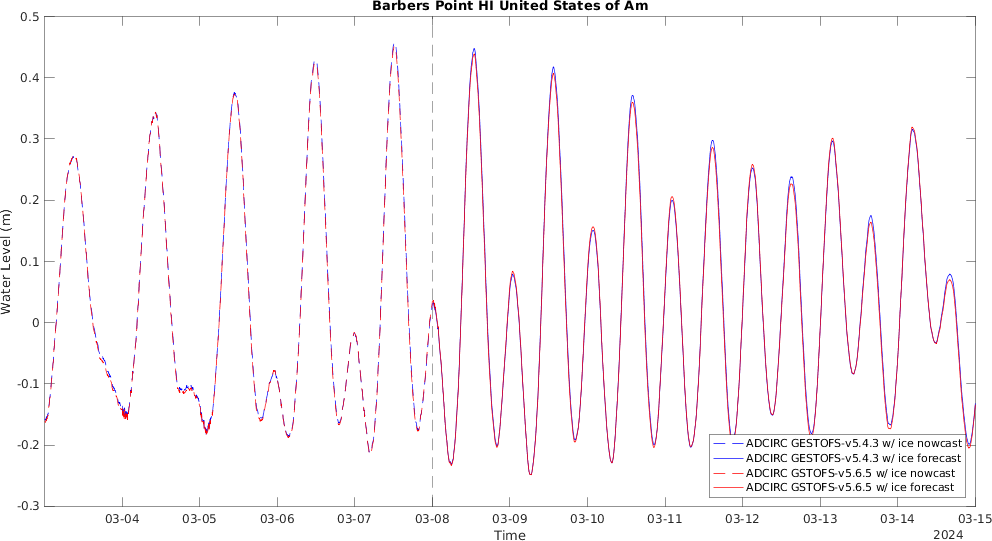 Barbers Point HI United States of Am
0.5
0.4
0.3
0.2
0.1
0
-0.1
-0.2
-0.3
Water Level (m)
ADCIRC GESTOFS-v5.4.3 w/ ice nowcast
ADCIRC GESTOFS-v5.4.3 w/ ice forecast
ADCIRC GSTOFS-v5.6.5 w/ ice nowcast
ADCIRC GSTOFS-v5.6.5 w/ ice forecast
03-04 03-05 03-06 03-07 03-08 03-09 03-10 03-11 03-12 03-13 03-14 03-15
Time
2024